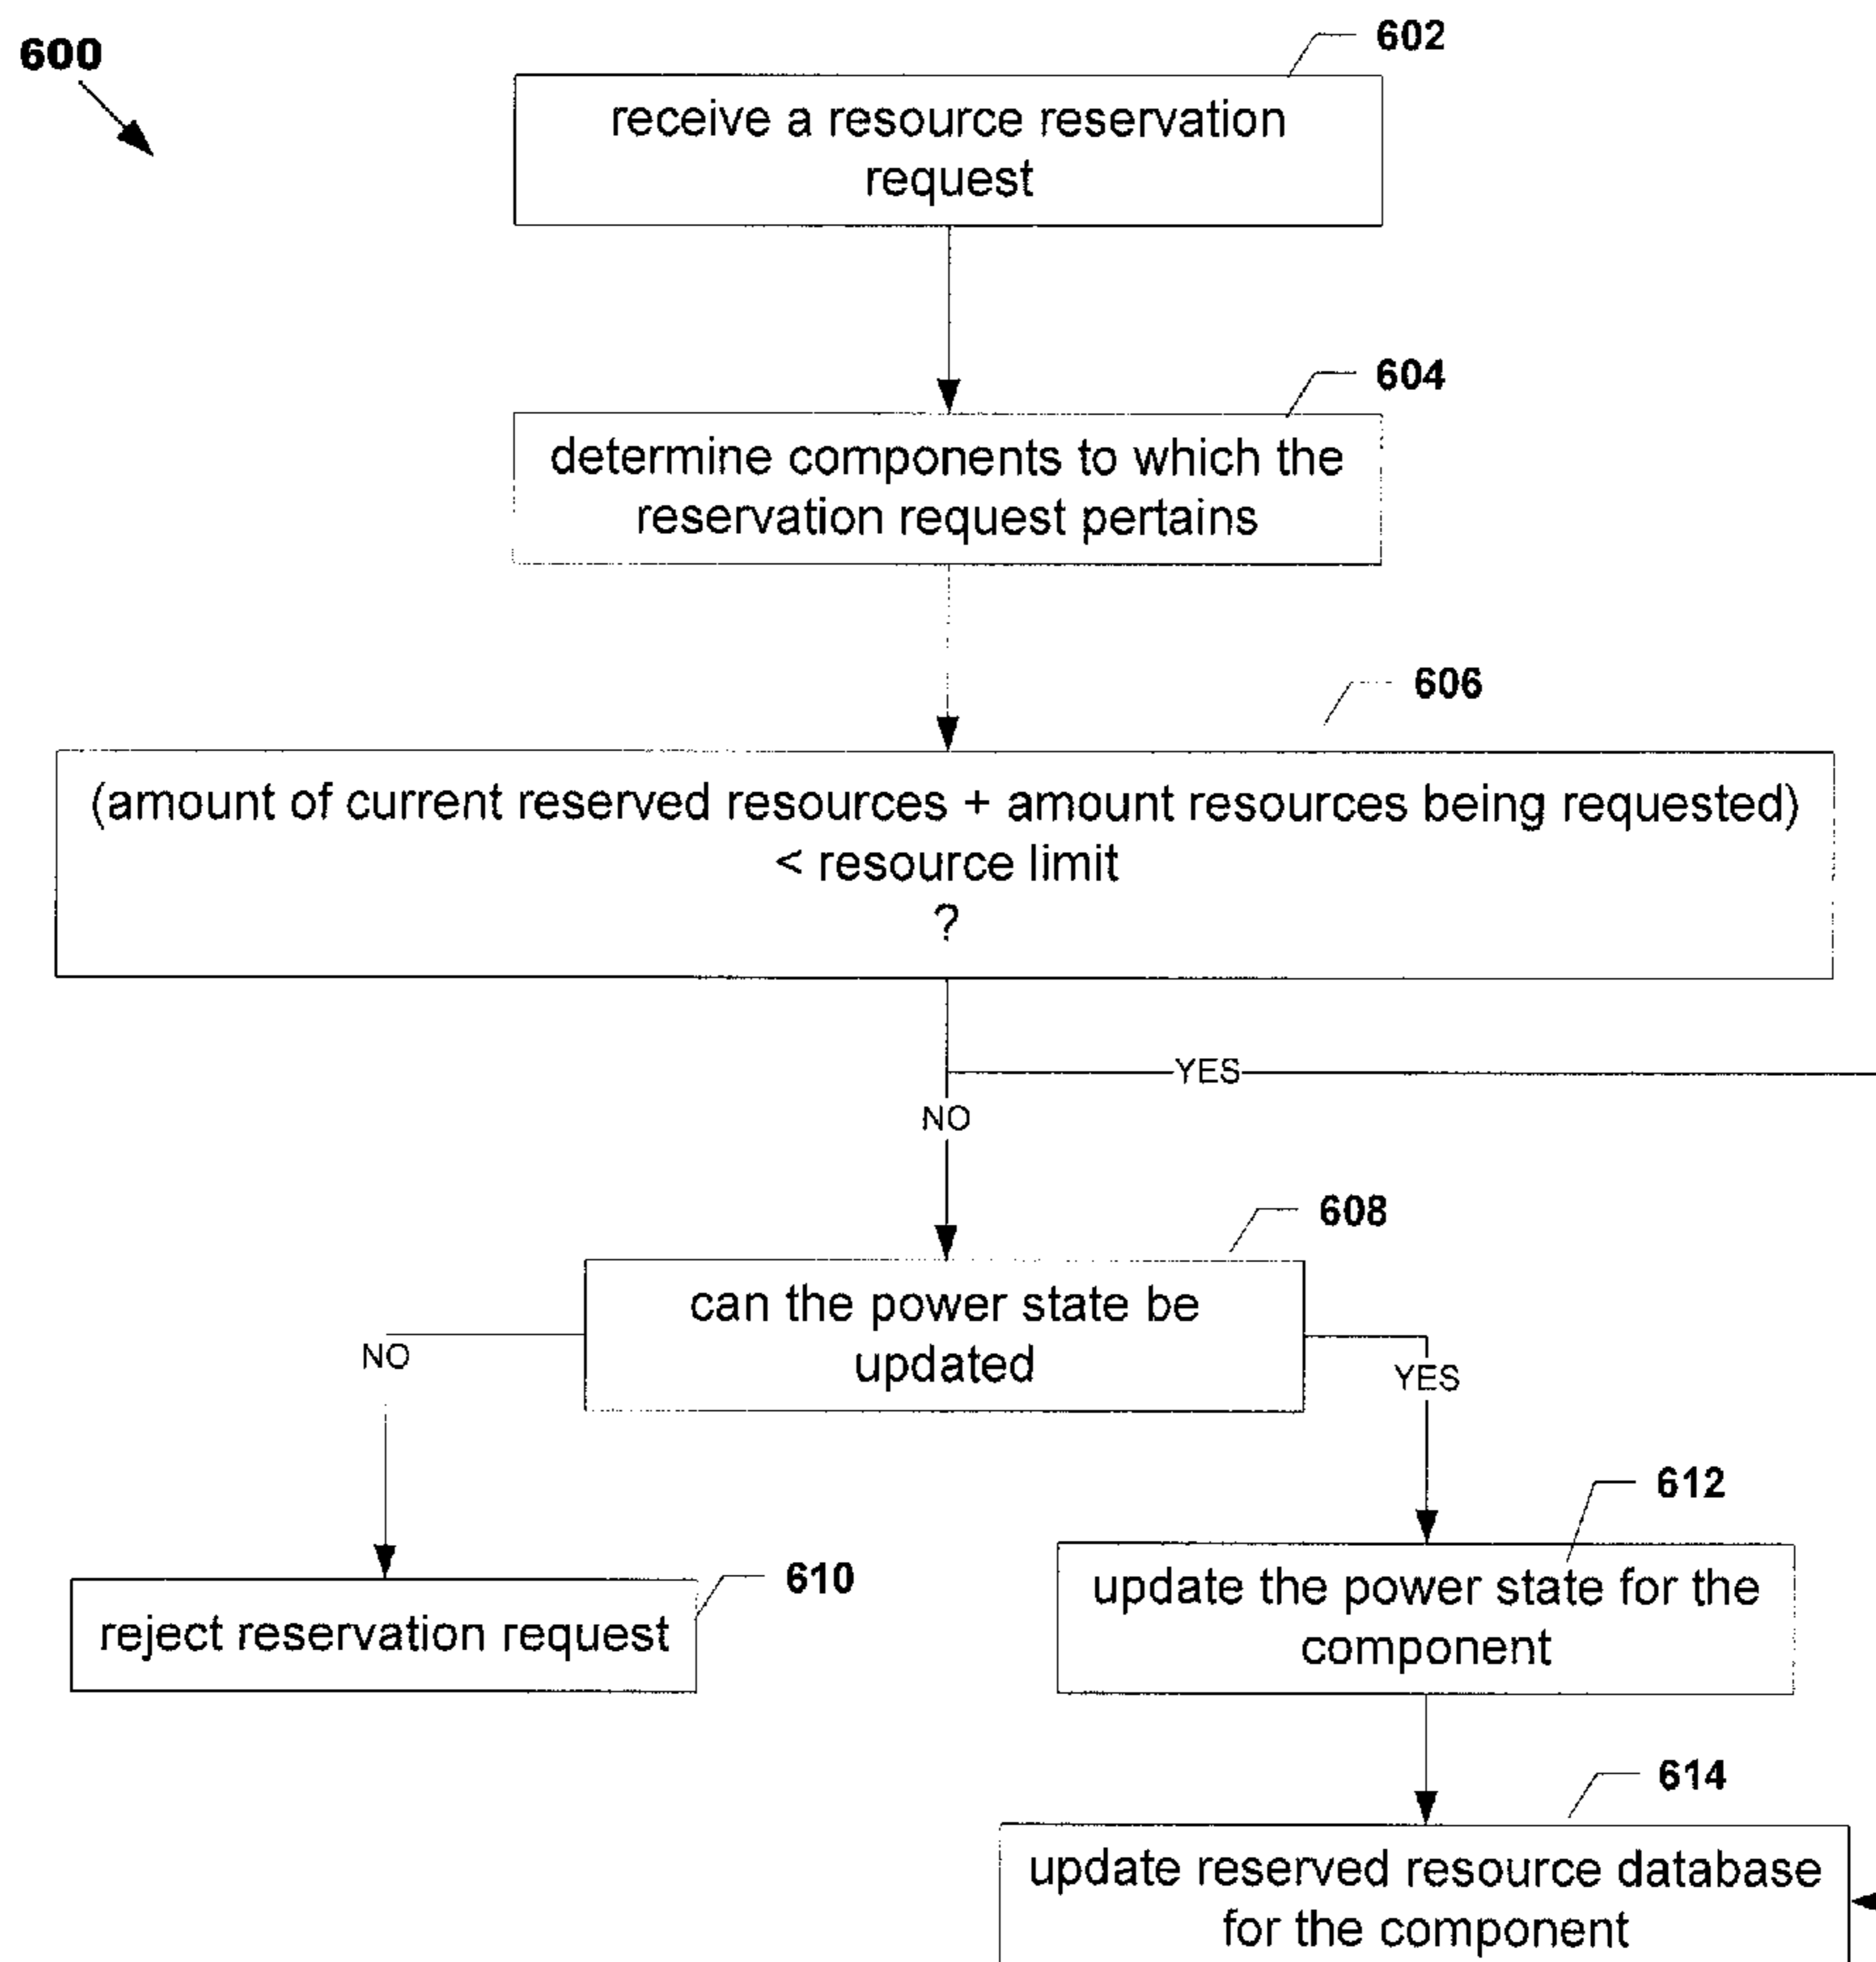 600
602
receive a resource reservation
request
604
determine components to which the
reservation request pertains
606
(amount of current reserved resources + amount resources being requested)
< resource limit
?
YES
NO
608
can the power state be
updated
NO
YES
612
update the power state for the
component
610
reject reservation request
614
update reserved resource database
for the component